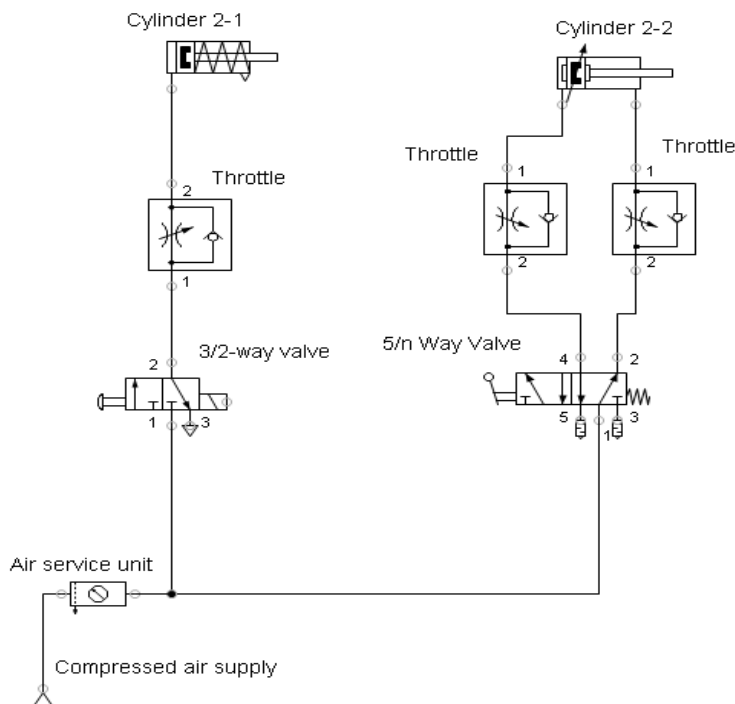 Cylinder 2-1
Cylinder 2-2
Throttle
Throttle
Throttle
1
1
2
2
2
1
2
3/2-way valve
5/n Way Valve
4
2
1
3
5
1
3
Air service unit
Compressed air supply